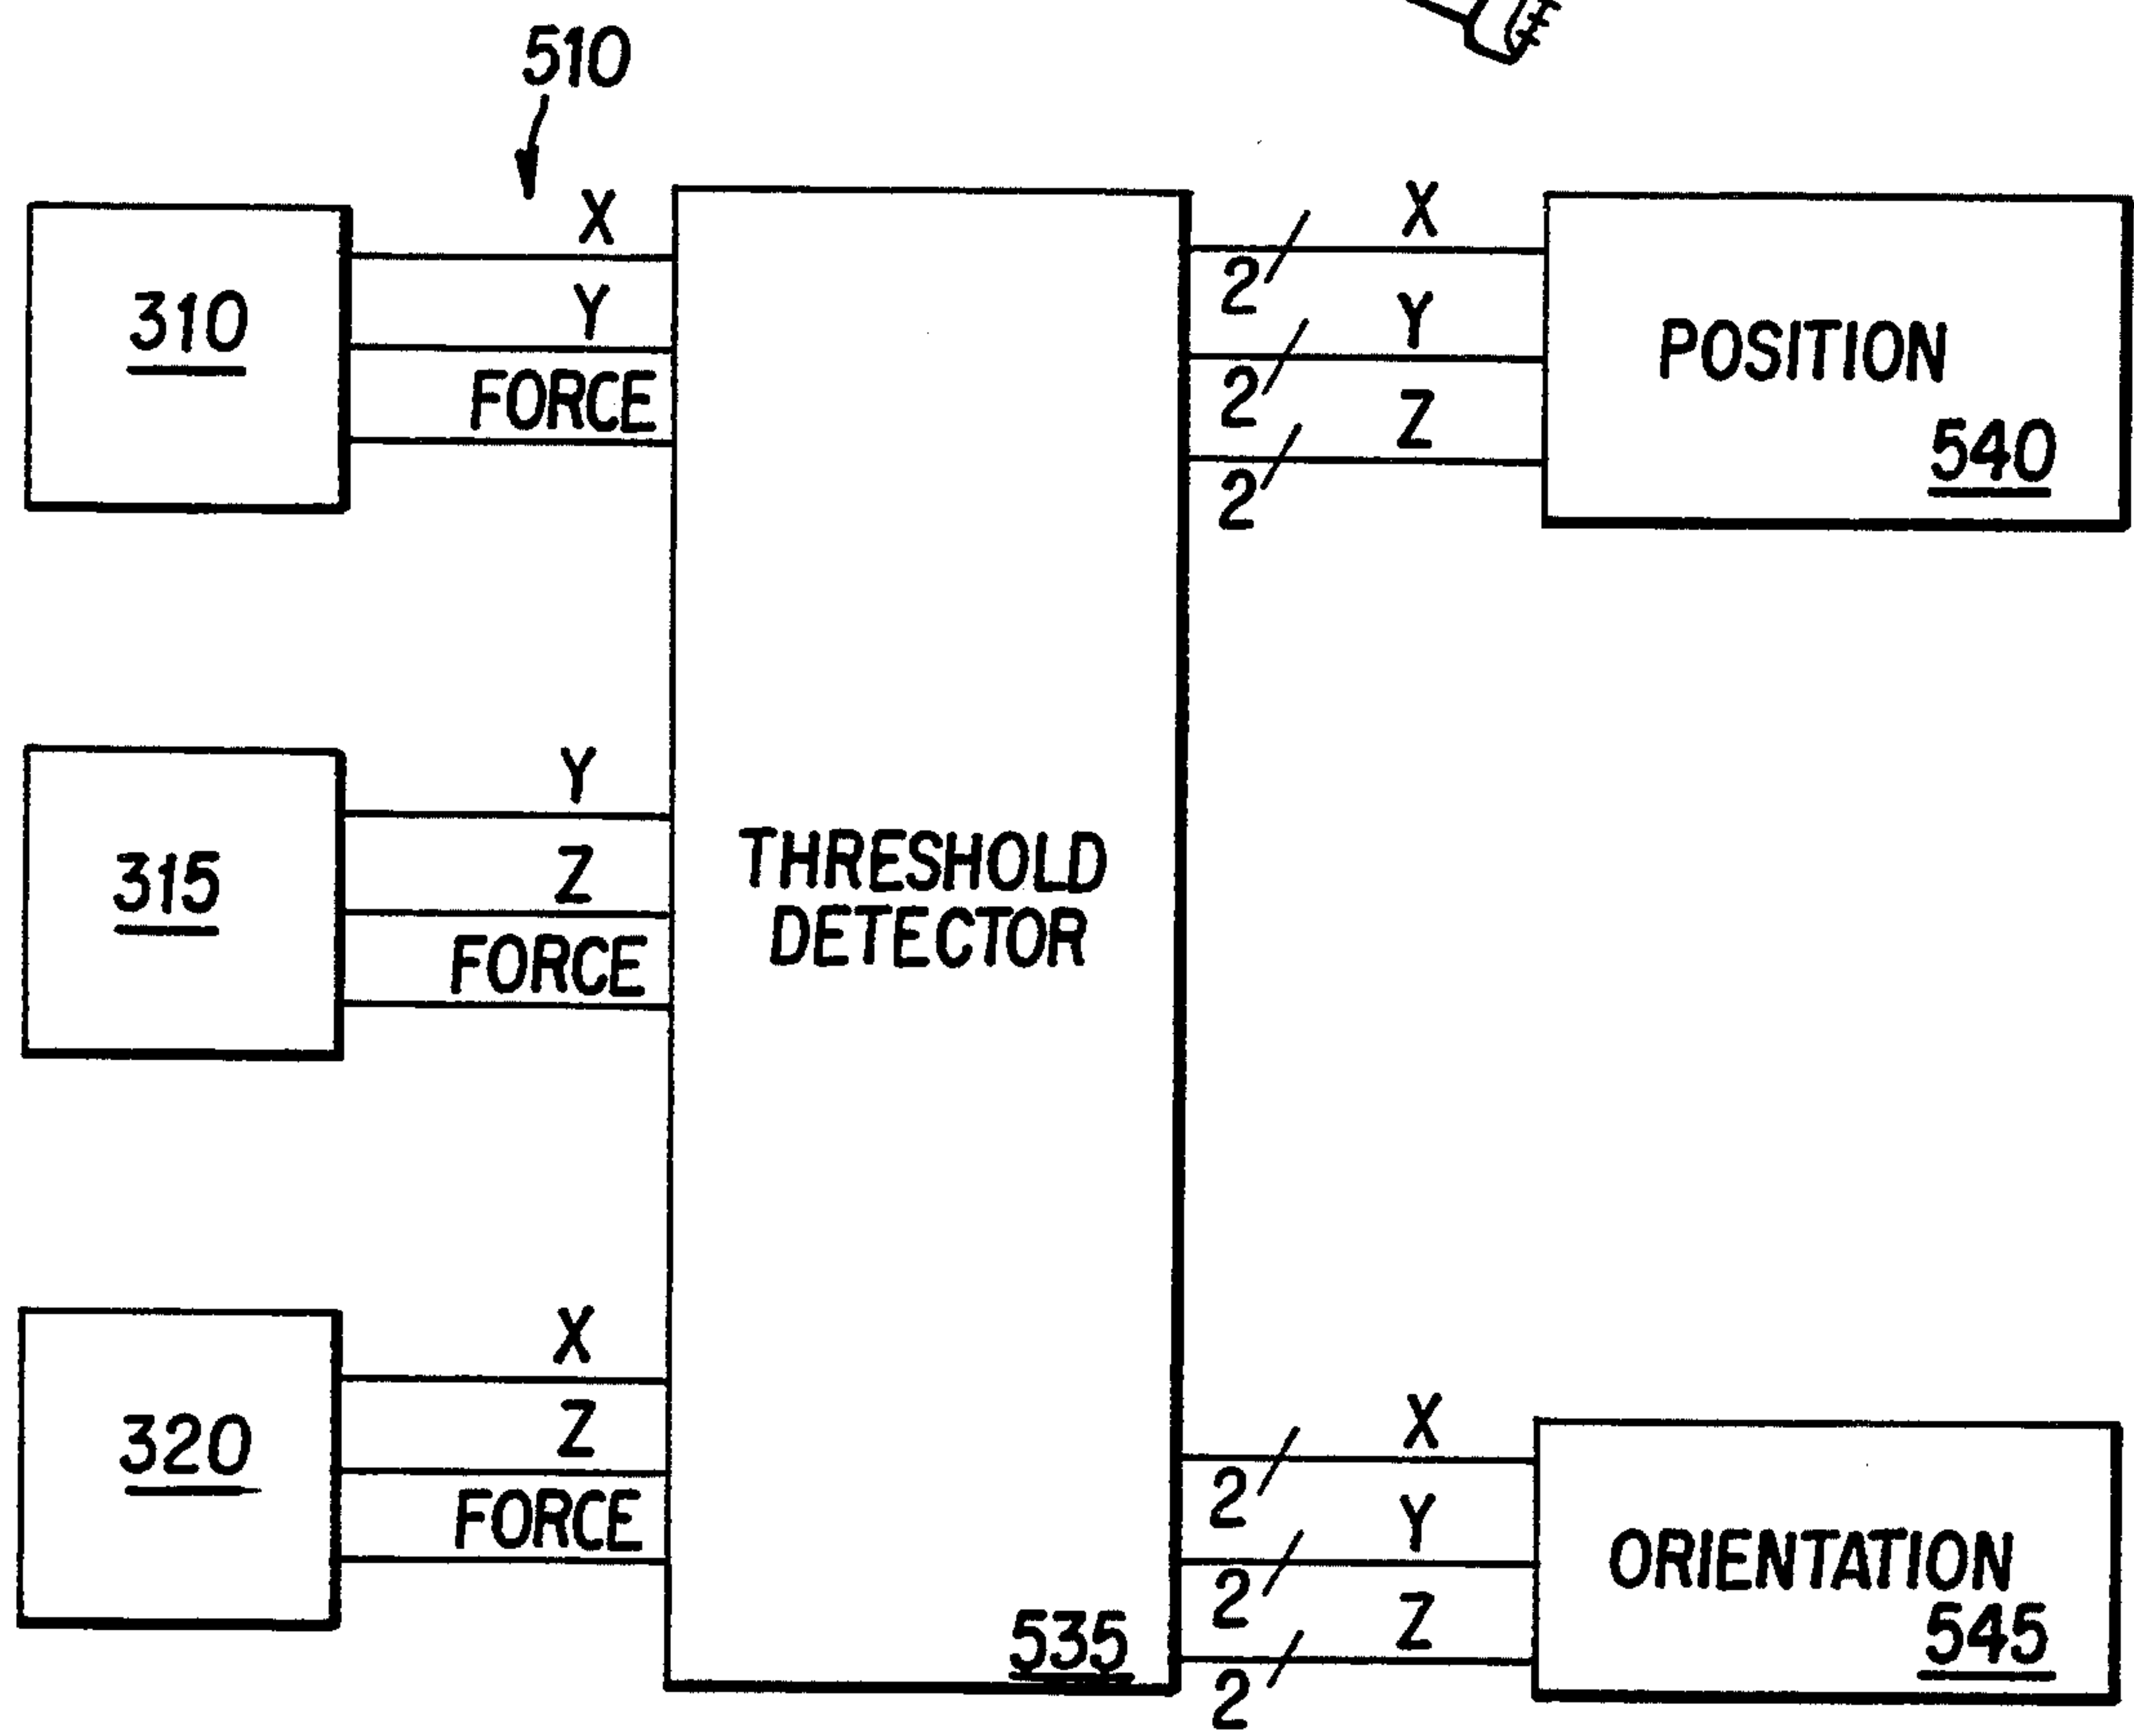 510
310
X
Y
FORCE
315
Y
Z
FORCE
320
X
Z
FORCE
THRESHOLD
DETECTOR
535
X
2
Y
2
Z
2
POSITION
540
X
2
Y
2
Z
2
ORIENTATION
545